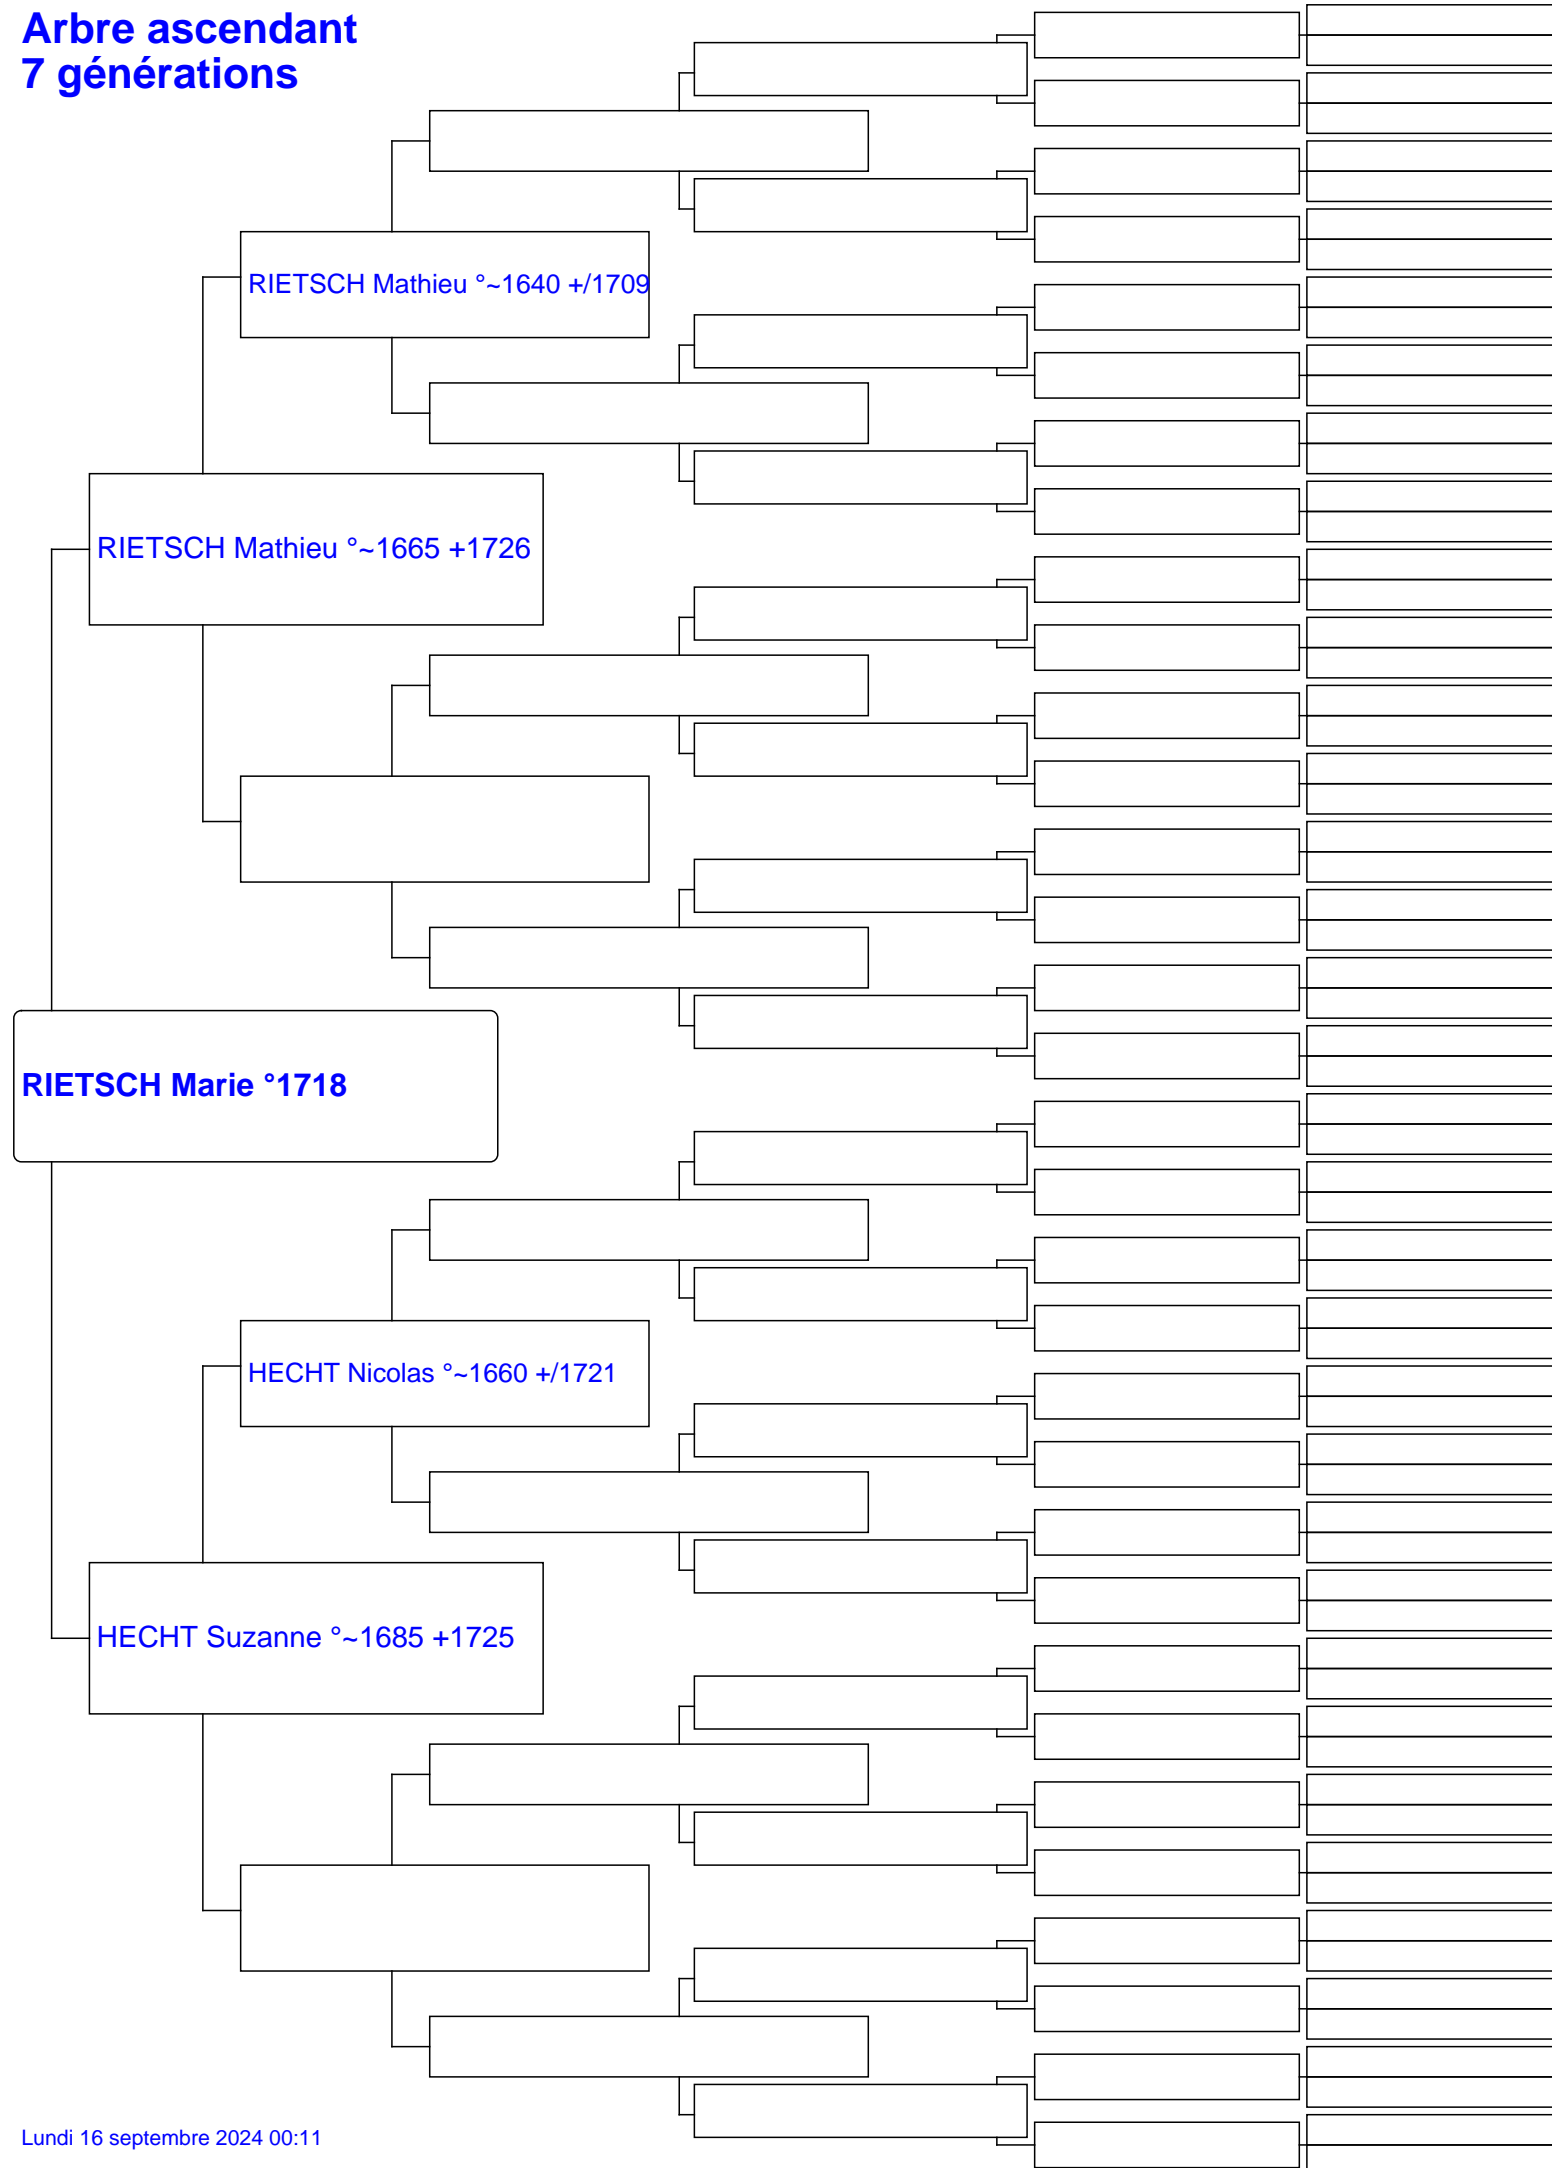 Arbre ascendant
7 générations
RIETSCH Mathieu °~1640 +/1709
RIETSCH Mathieu °~1665 +1726
RIETSCH Marie °1718
HECHT Nicolas °~1660 +/1721
HECHT Suzanne °~1685 +1725
Lundi 16 septembre 2024 00:11